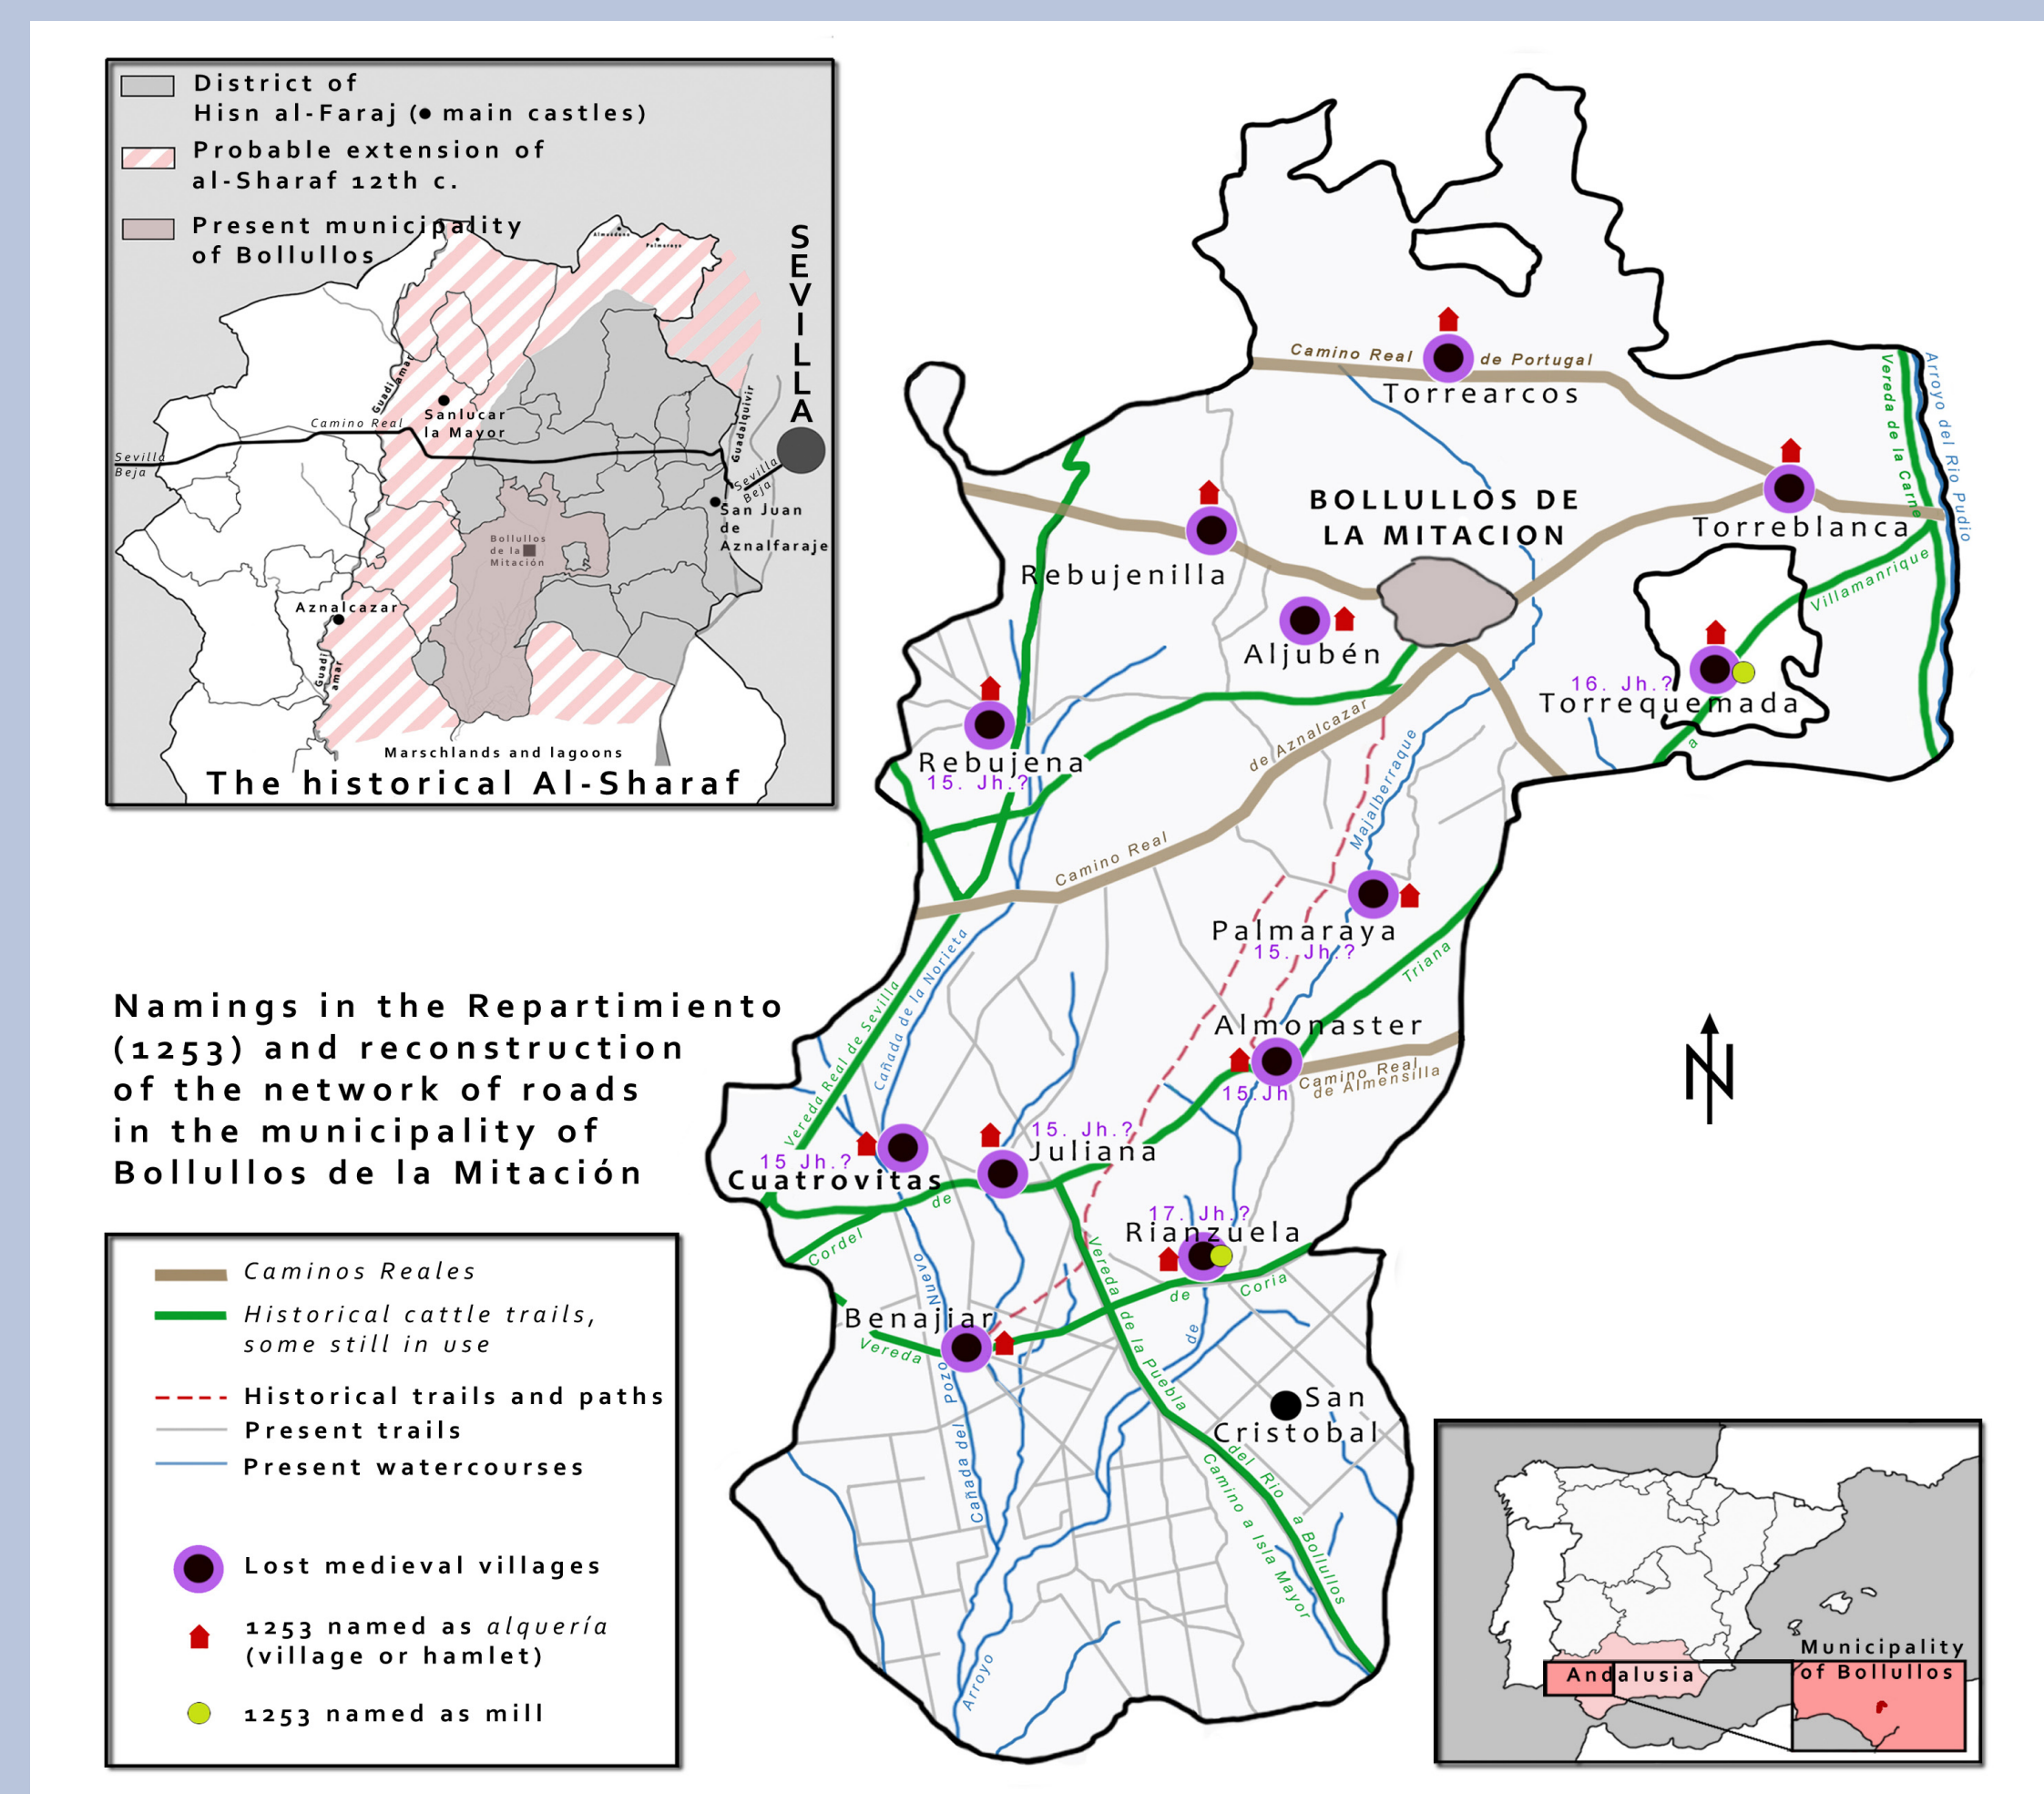 District of
Hisn al-Faraj (● main castles)
Probable extension of
al-Sharaf 12th c.
Present municipality
of Bollullos
Almuedana
Palmaraya
SEVILLA
Guadiamar
Sanlucar
la Mayor
Camino Real
Sevilla
Beja
Guadalquivir
Sevilla
Beja
San Juan
de
Aznalfaraje
Bollullos
de la
Mitación
Aznalcazar
Guadi
amar
Marschlands and lagoons
The historical Al-Sharaf
Camino Real de Portugal
Torrearcos
Vereda de la Carne
Arroyo del Rio Pudio
BOLLULLOS DE
LA MITACION
Torreblanca
Rebujenilla
Villamanrique
Aljubén
16. Jh.?
Torrequemada
a
de Aznalcazar
Rebujena
15. Jh.?
Majalberraque
Camino Real
Palmaraya
15. Jh.?
Triana
Cañada de la Norieta
Vereda Real de Sevilla
Almonaster
Camino Real
de Almensilla
15.Jh
15. Jh.?
Juliana
15 Jh.?
Cuatrovitas
de
Cordel
17. Jh.?
Rianzuela
Coria
de
Nuevo
Vereda de la Puebla
Benajiar
Vereda
de
Pozo
San
Cristobal
Cañada del
del Rio
a Bollullos
Camino a Isla Mayor
Arroyo
Namings in the Repartimiento
(1253) and reconstruction
of the network of roads
in the municipality of
Bollullos de la Mitación
N
Caminos Reales
Historical cattle trails,
some still in use
Historical trails and paths
Present trails
Present watercourses
Lost medieval villages
1253 named as alquería
(village or hamlet)
1253 named as mill
Andalusia
Municipality
of Bollullos